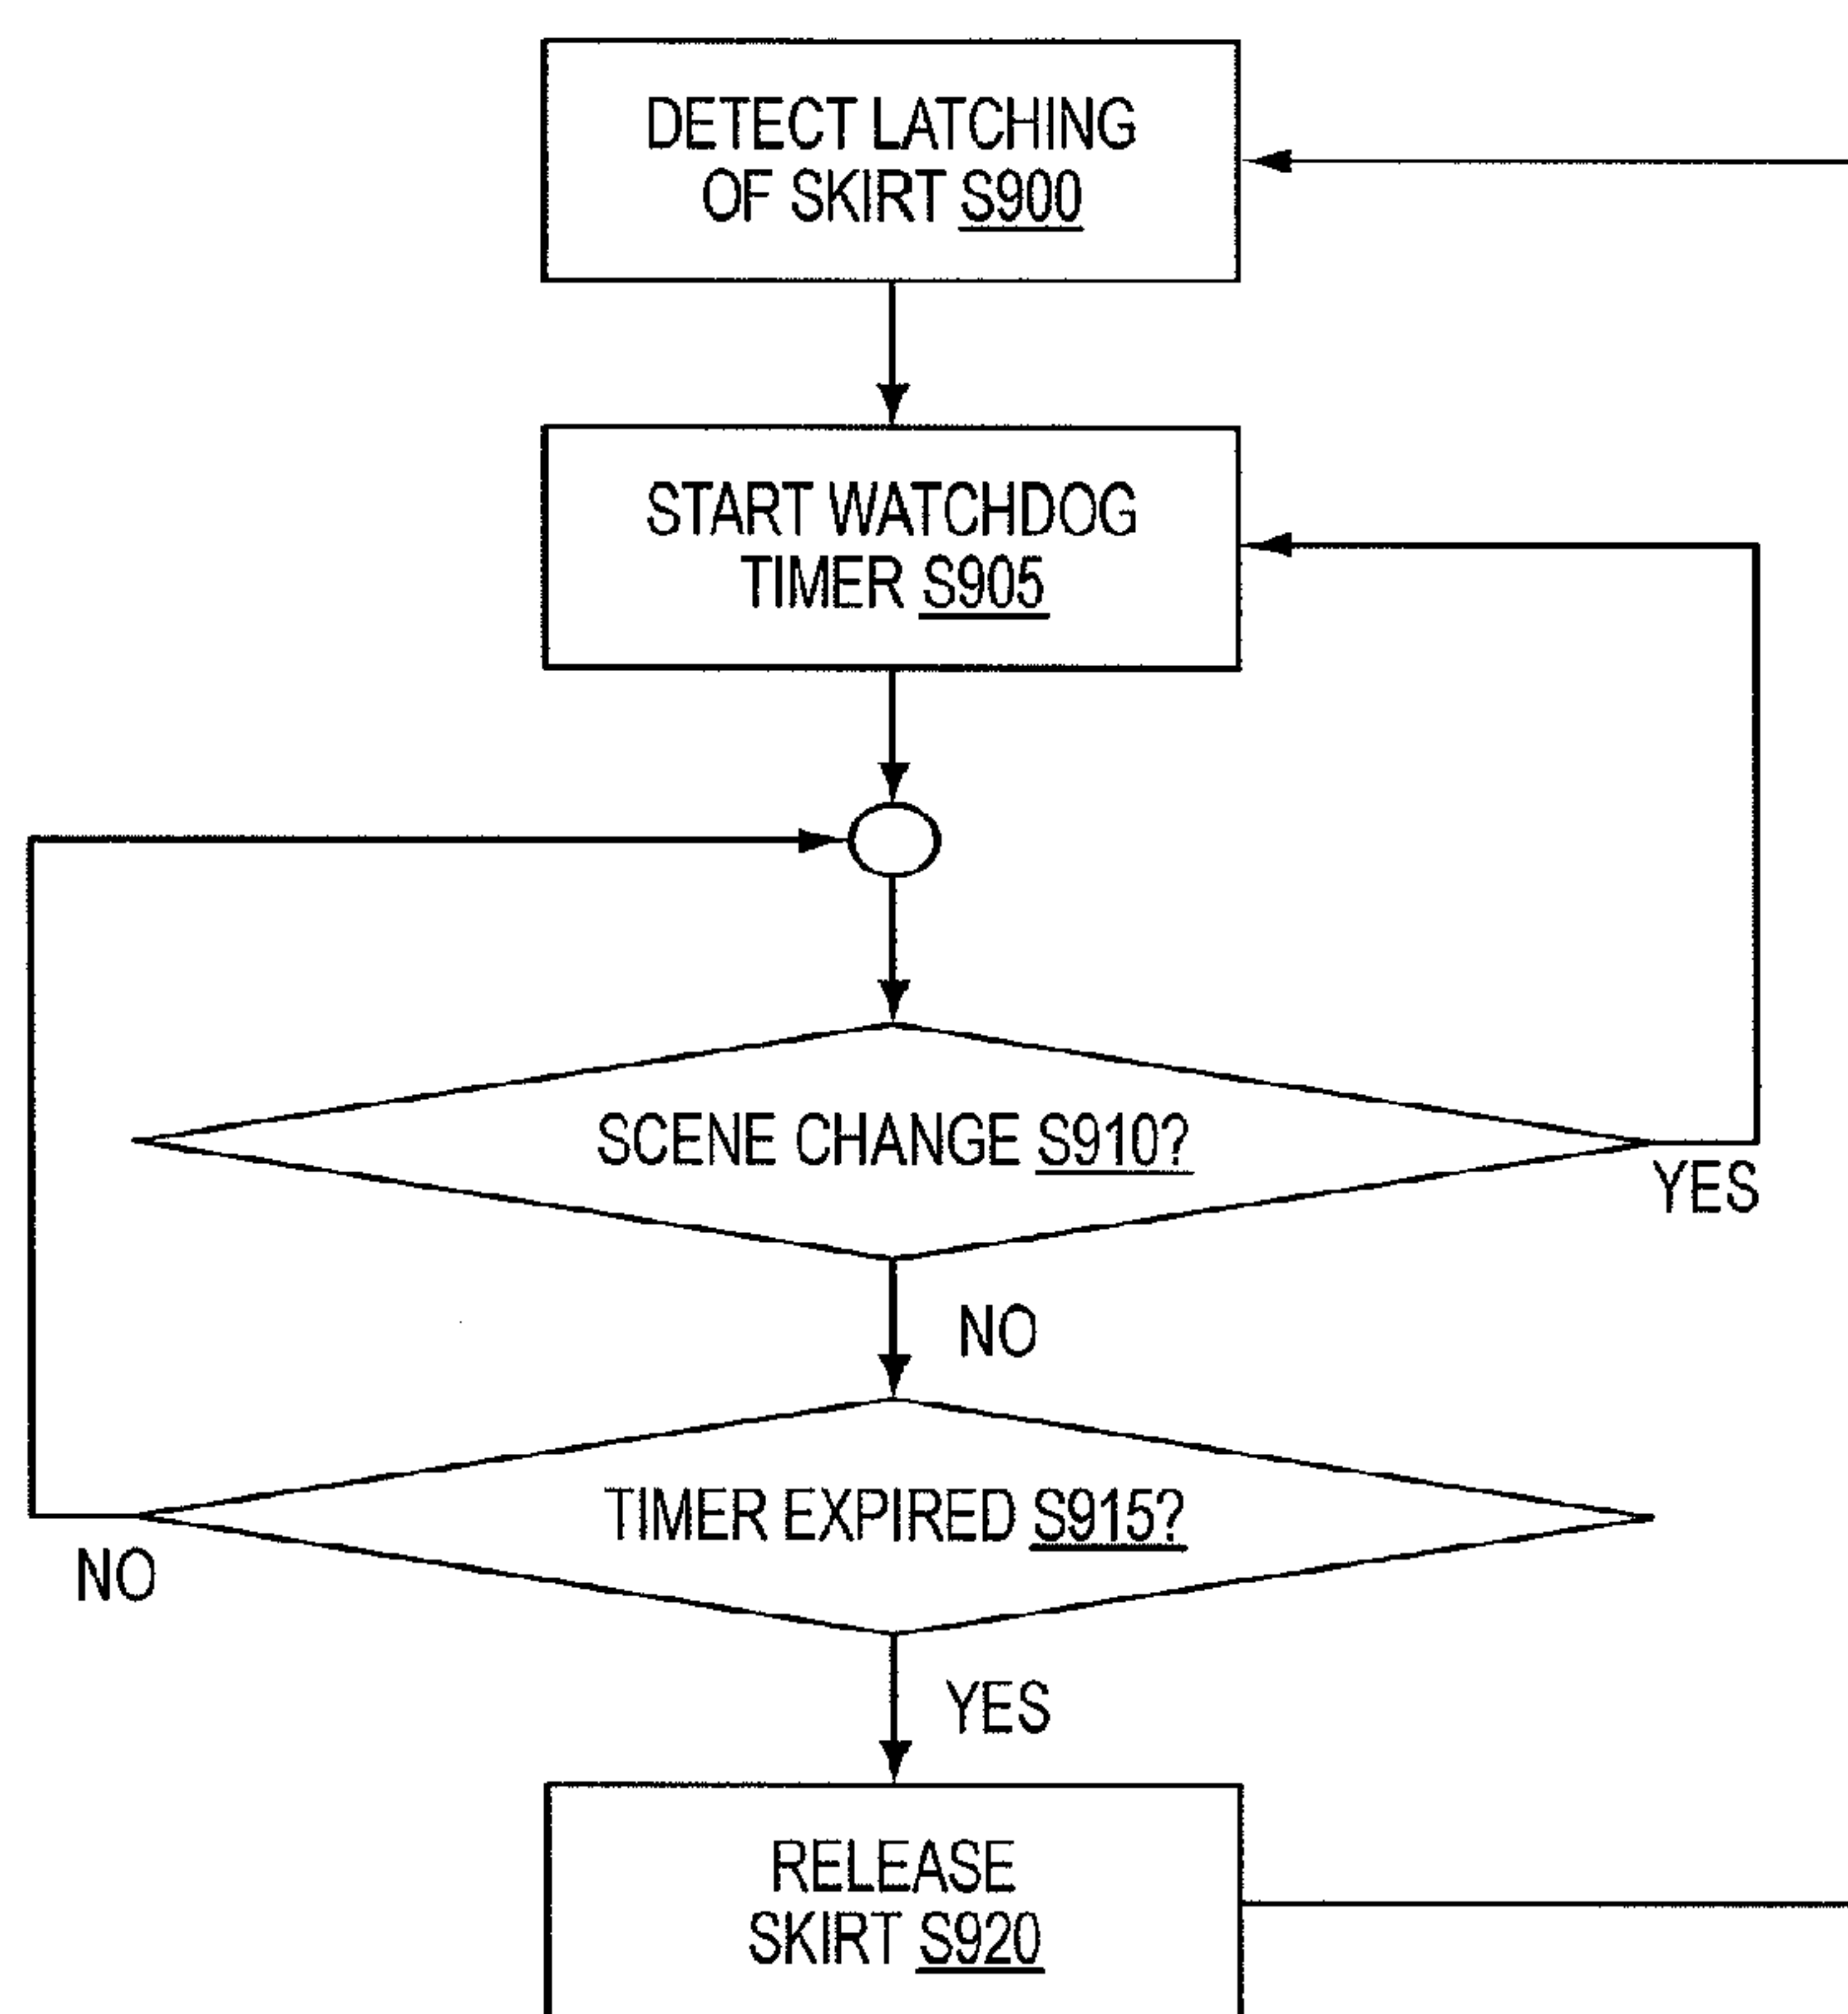 DETECT LATCHING
OF SKIRT S900
START WATCHDOG
TIMER S905
SCENE CHANGE S910?
YES
NO
TIMER EXPIRED S915?
NO
YES
RELEASE
SKIRT S920